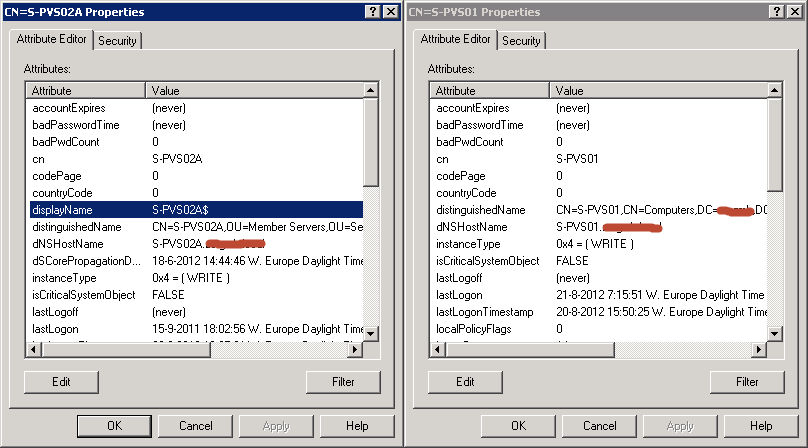 CN=S-PVS02A Properties
Attribute Editor
Security
Attributes:
Attribute Value
accountExpires (never)
badPasswordTime (never)
badPwdCount 0
cn S-PVS02A
codePage 0
countryCode 0
displayName S-PVS02A$
distinguishedName CN=S-PVS02A,OU=Member Servers,OU=Se
dNSHostName S-PVS02A.
dSCorePropagationD... 18-6-2012 14:44:46 W. Europe Daylight Time
instanceType 0x4 = ( WRITE )
isCriticalSystemObject FALSE
lastLogoff (never)
lastLogon 15-9-2011 18:02:56 W. Europe Daylight Time
Edit
Filter
OK
Cancel
Apply
Help
CN=S-PVS01 Properties
Attribute Editor
Security
Attributes:
Attribute Value
accountExpires (never)
badPasswordTime (never)
badPwdCount 0
cn S-PVS01
codePage 0
countryCode 0
distinguishedName CN=S-PVS01,CN=Computers,DC=
dNSHostName S-PVS01.
instanceType 0x4 = ( WRITE )
isCriticalSystemObject FALSE
lastLogoff (never)
lastLogon 21-8-2012 7:15:51 W. Europe Daylight Time
lastLogonTimestamp 20-8-2012 15:50:25 W. Europe Daylight Time
localPolicyFlags 0
Edit
Filter
OK
Cancel
Apply
Help